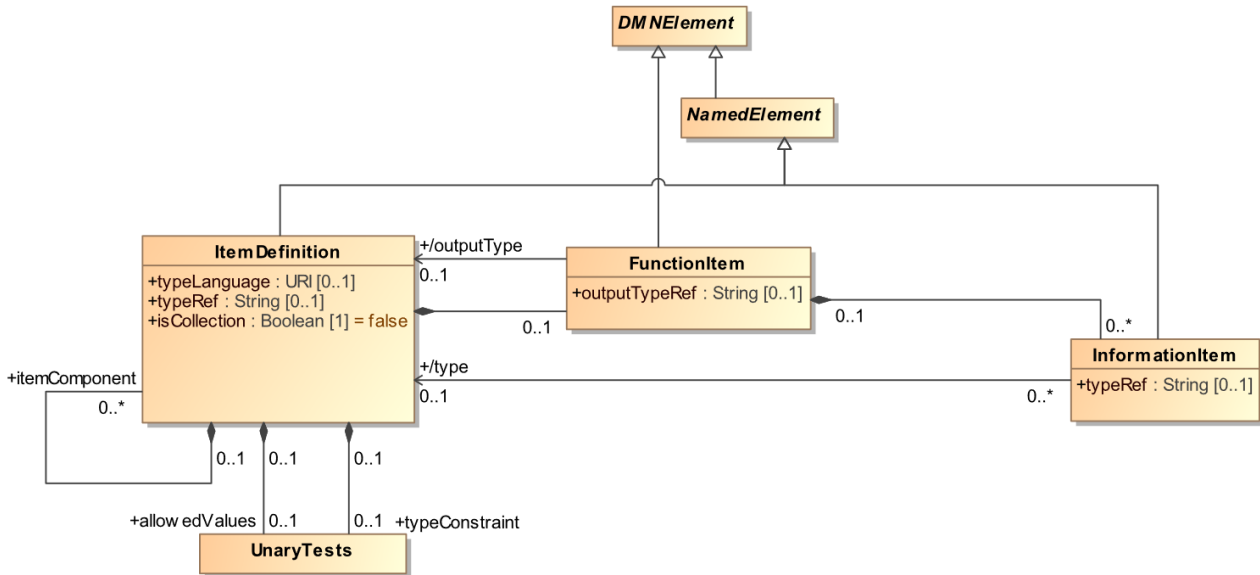 DMNElement
NamedElement
ItemDefinition
+typeLanguage : URI [0..1]
+typeRef : String [0..1]
+isCollection : Boolean [1] = false
+/outputType
0..1
0..1
FunctionItem
+outputTypeRef : String [0..1]
0..1
0..*
InformationItem
+typeRef : String [0..1]
+/type
0..1
0..*
+itemComponent
0..*
0..1
0..1
0..1
+allowedValues
0..1
0..1
+typeConstraint
UnaryTests